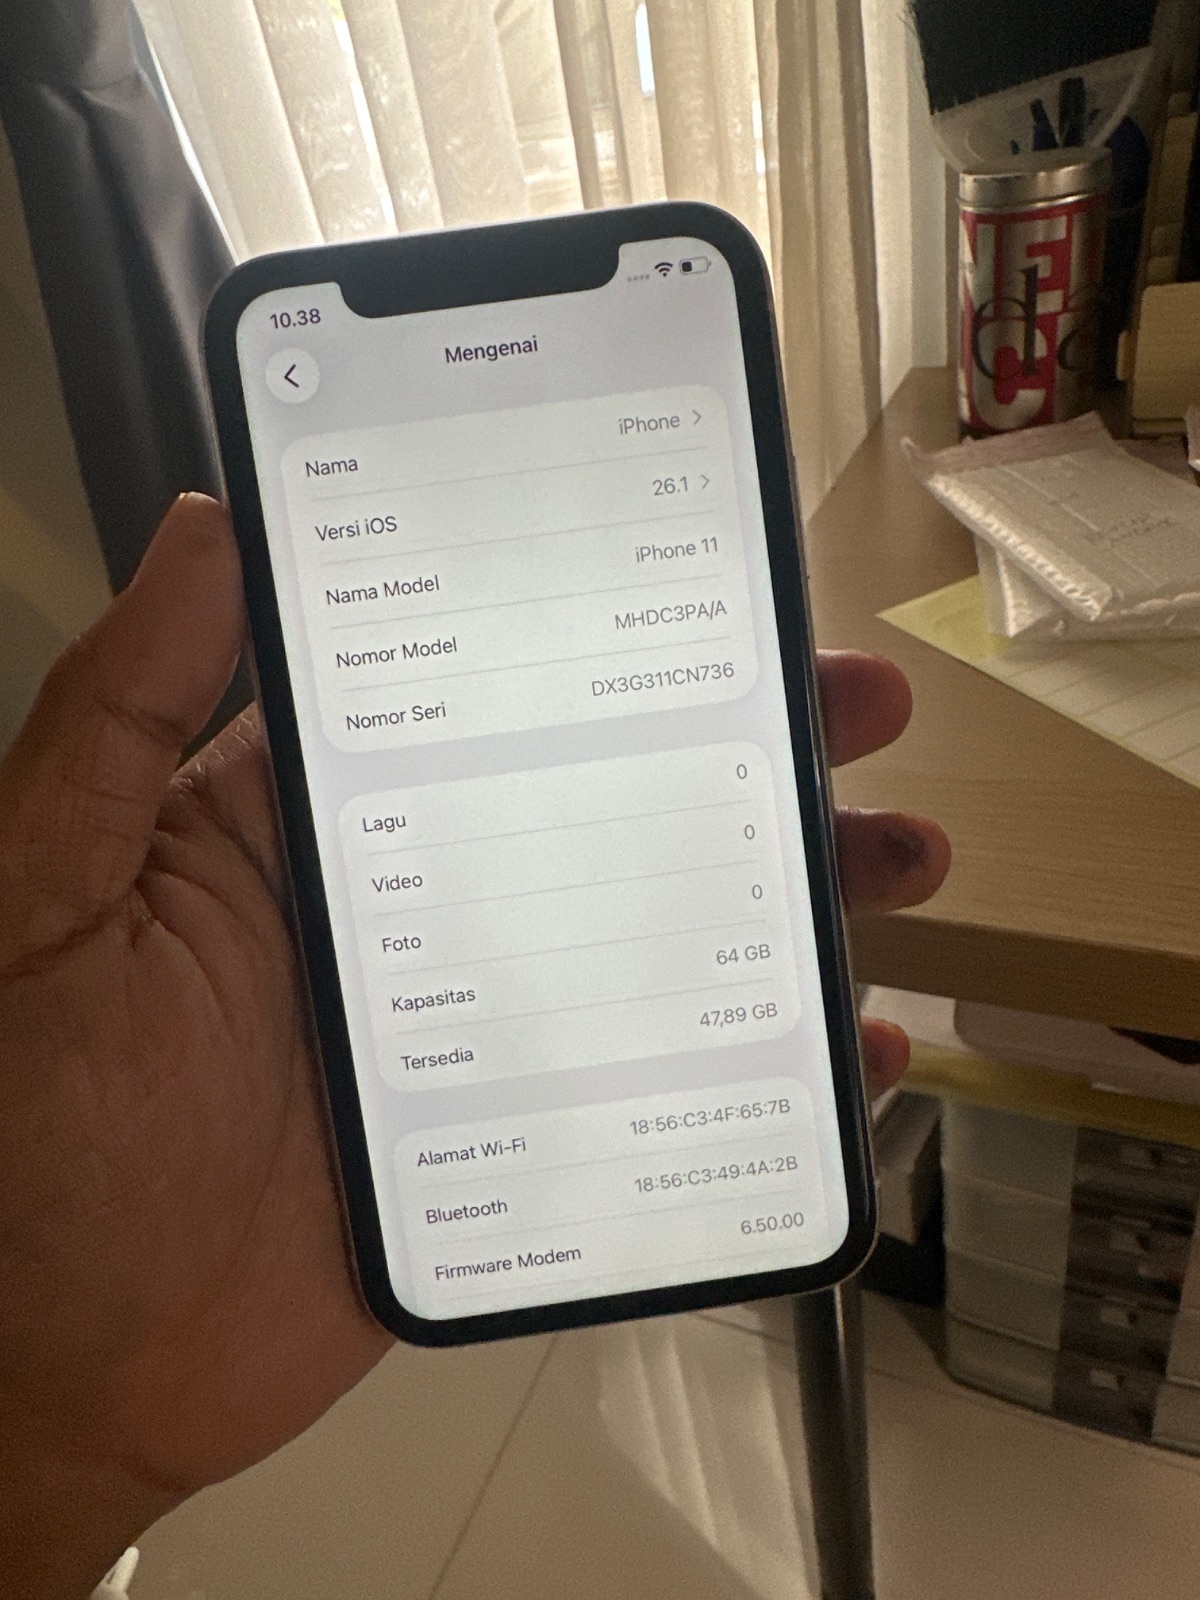 10.38
Mengenai
Nama iPhone
Versi iOS 26.1
Nama Model iPhone 11
Nomor Model MHDC3PA/A
Nomor Seri DX3G311CN736
Lagu 0
Video 0
Foto 0
Kapasitas 64 GB
Tersedia 47,89 GB
Alamat Wi-Fi 18:56:C3:4F:65:7B
Bluetooth 18:56:C3:49:4A:2B
Firmware Modem 6.50.00